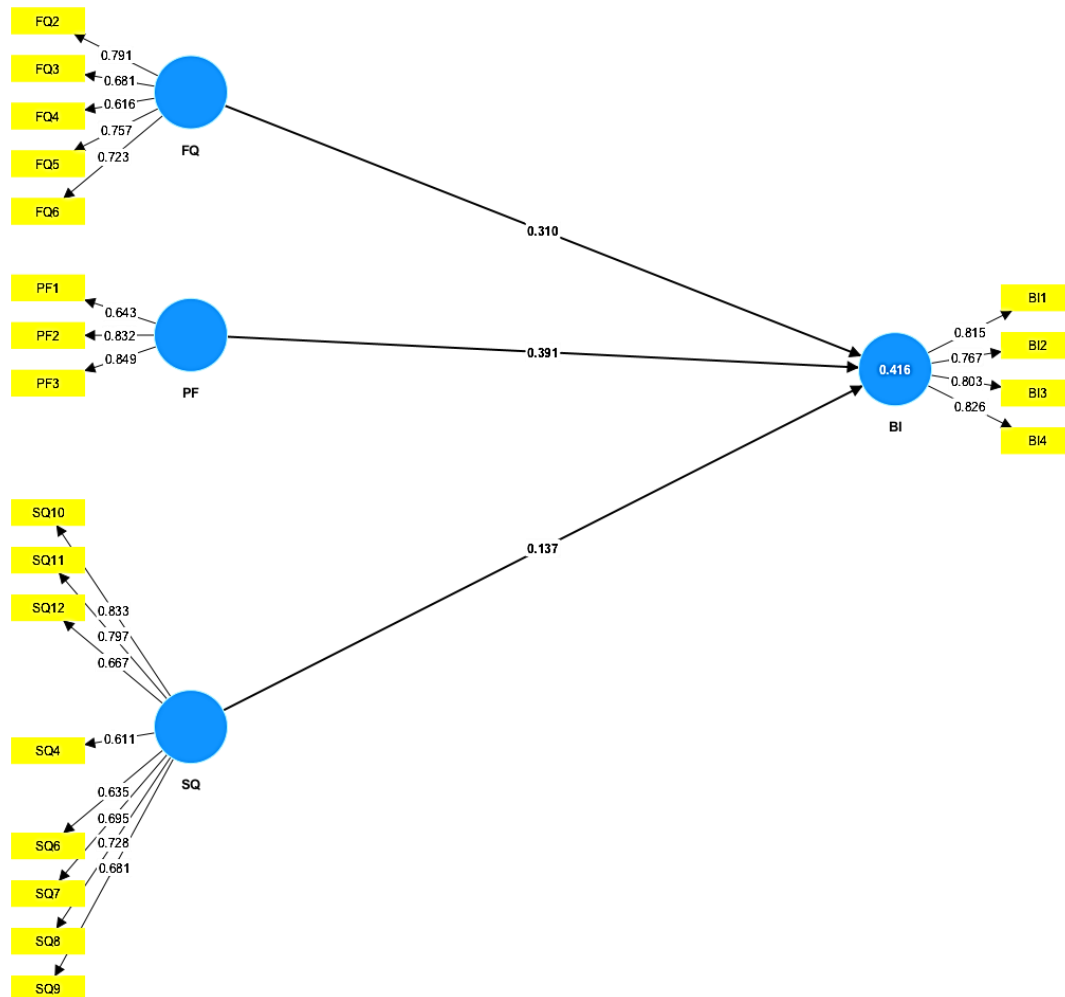 FQ2
0.791
FQ3
0.681
FQ4
0.616
FQ5
0.757
FQ6
0.723
FQ
0.310
PF1
0.643
PF2
0.832
PF3
0.849
PF
0.391
BI1
0.815
BI2
0.767
BI3
0.803
BI4
0.826
0.416
BI
SQ10
SQ11
SQ12
0.833
0.797
0.667
0.137
SQ4
0.611
SQ
0.635
0.695
0.728
0.681
SQ6
SQ7
SQ8
SQ9